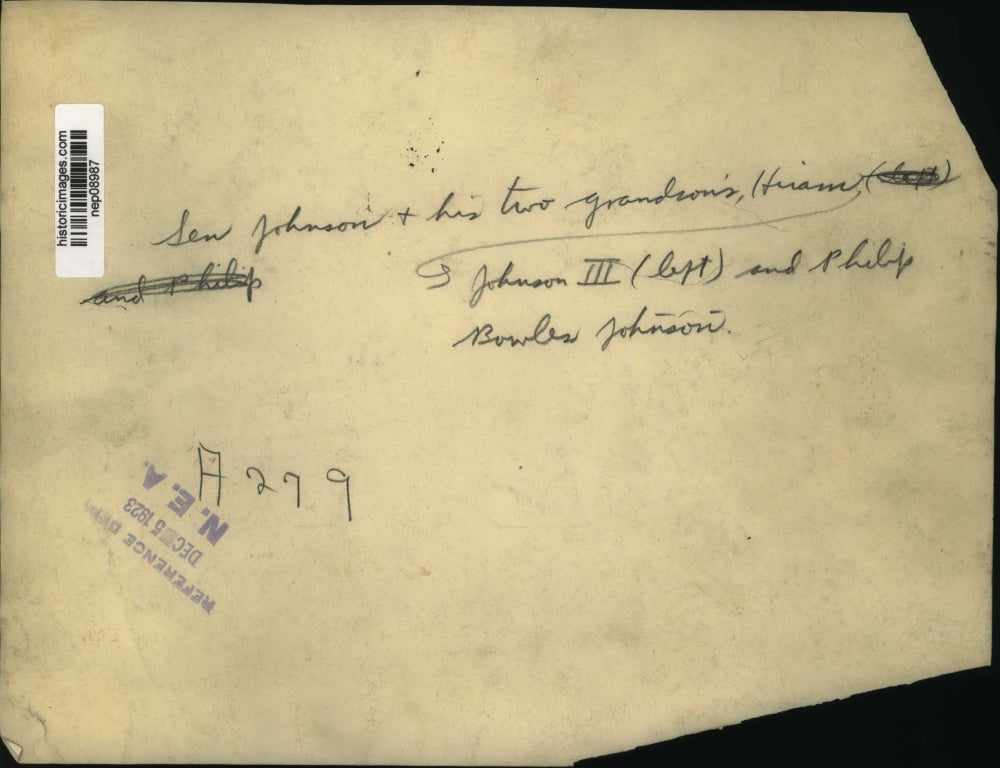 historicimages.com
nep08987
Sen Johnson + his two grandson's, Hiram, (left)
and Philip
Johnson III (left) and Philip
Bowles Johnson.
A 279
N. E. A.
DEC 5 1923
REFERENCE DEPT